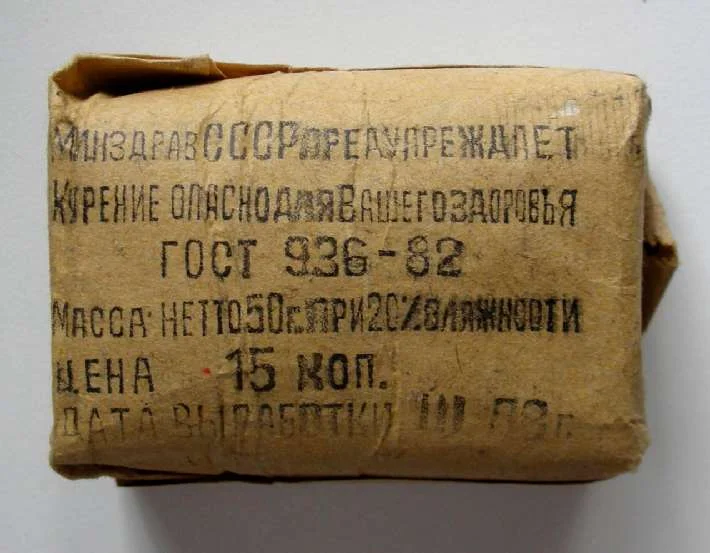 Минздрав СССР предупреждает
Курение опасно для Вашего здоровья
ГОСТ 936-82
Масса нетто 50г. при 20% влажности
Цена 15 коп.
Дата выработки III